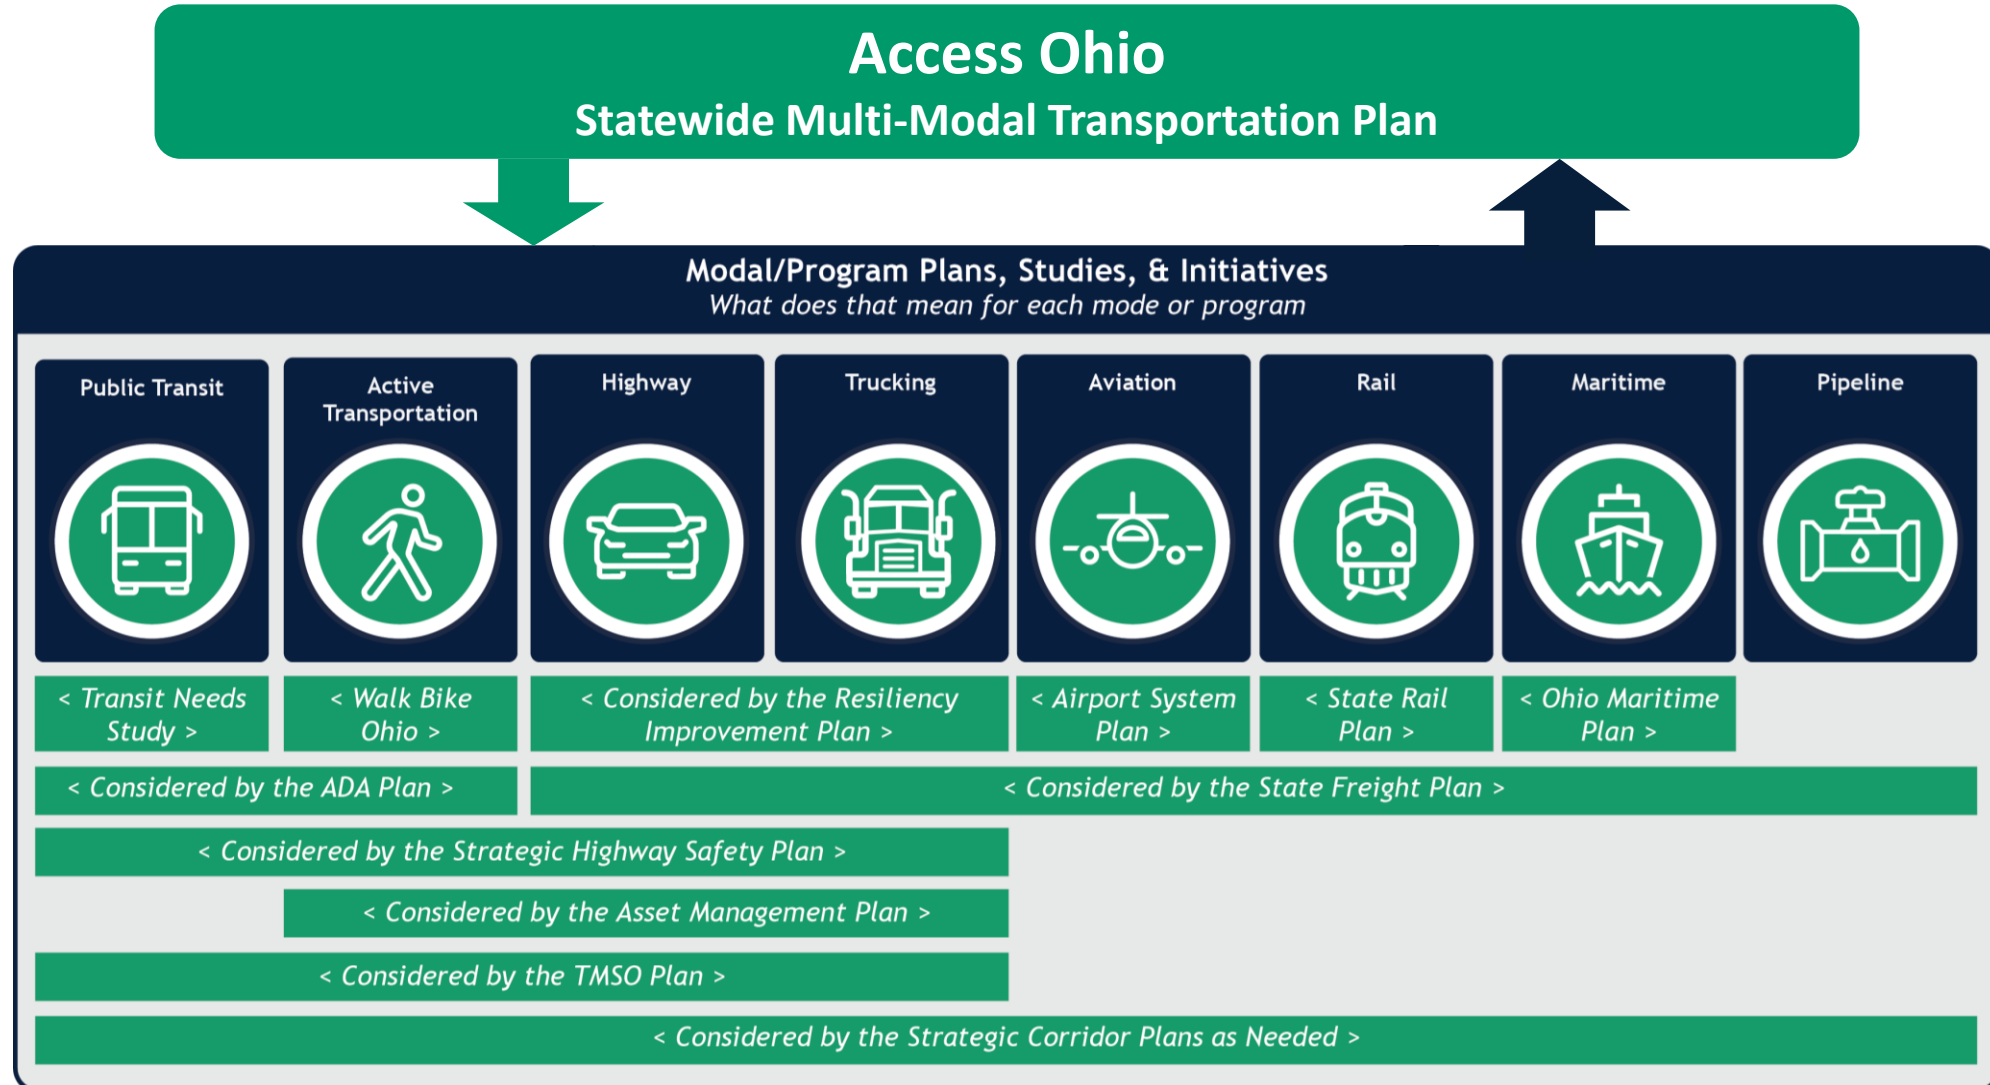 Access Ohio
Statewide Multi-Modal Transportation Plan
Modal/Program Plans, Studies, & Initiatives
What does that mean for each mode or program
Public Transit
Active
Transportation
Highway
Trucking
Aviation
Rail
Maritime
Pipeline
< Transit Needs
Study >
< Walk Bike
Ohio >
< Considered by the Resiliency
Improvement Plan >
< Airport System
Plan >
< State Rail
Plan >
< Ohio Maritime
Plan >
< Considered by the ADA Plan >
< Considered by the State Freight Plan >
< Considered by the Strategic Highway Safety Plan >
< Considered by the Asset Management Plan >
< Considered by the TMSO Plan >
< Considered by the Strategic Corridor Plans as Needed >